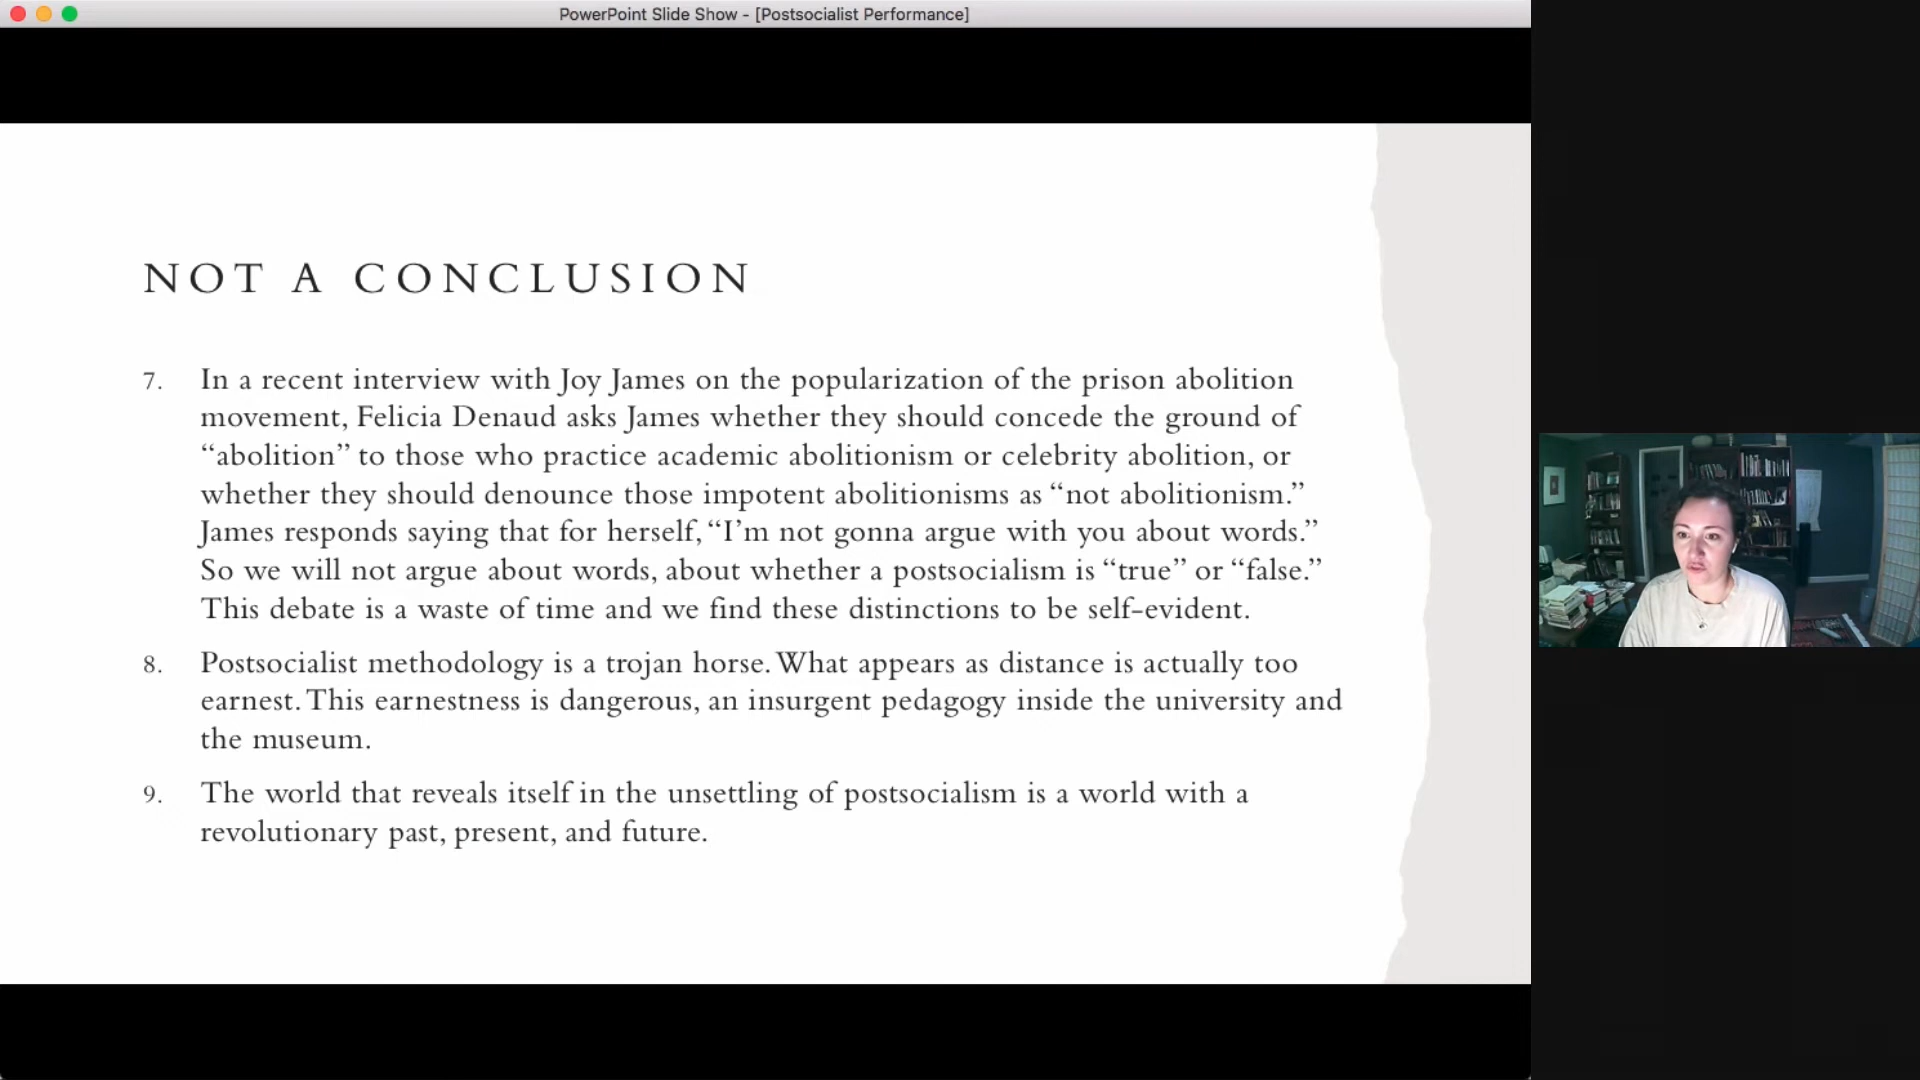 PowerPoint Slide Show - [Postsocialist Performance]
NOT A CONCLUSION
7. In a recent interview with Joy James on the popularization of the prison abolition
movement, Felicia Denaud asks James whether they should concede the ground of
“abolition” to those who practice academic abolitionism or celebrity abolition, or
whether they should denounce those impotent abolitionisms as “not abolitionism.”
James responds saying that for herself, “I’m not gonna argue with you about words.”
So we will not argue about words, about whether a postsocialism is “true” or “false.”
This debate is a waste of time and we find these distinctions to be self-evident.
8. Postsocialist methodology is a trojan horse. What appears as distance is actually too
earnest. This earnestness is dangerous, an insurgent pedagogy inside the university and
the museum.
9. The world that reveals itself in the unsettling of postsocialism is a world with a
revolutionary past, present, and future.